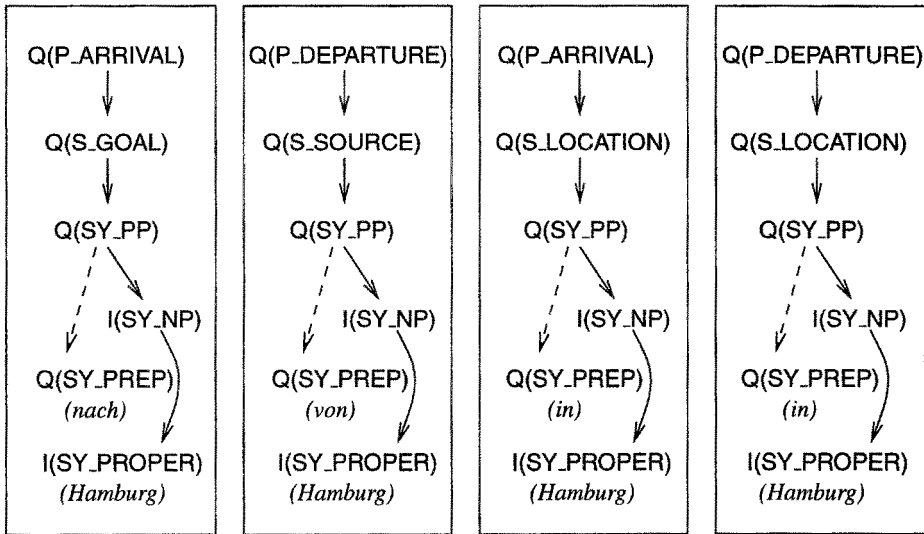 Q(P_ARRIVAL)
Q(S_GOAL)
Q(SY_PP)
I(SY_NP)
Q(SY_PREP)
(nach)
I(SY_PROPER)
(Hamburg)
Q(P_DEPARTURE)
Q(S_SOURCE)
Q(SY_PP)
I(SY_NP)
Q(SY_PREP)
(von)
I(SY_PROPER)
(Hamburg)
Q(P_ARRIVAL)
Q(S_LOCATION)
Q(SY_PP)
I(SY_NP)
Q(SY_PREP)
(in)
I(SY_PROPER)
(Hamburg)
Q(P_DEPARTURE)
Q(S_LOCATION)
Q(SY_PP)
I(SY_NP)
Q(SY_PREP)
(in)
I(SY_PROPER)
(Hamburg)